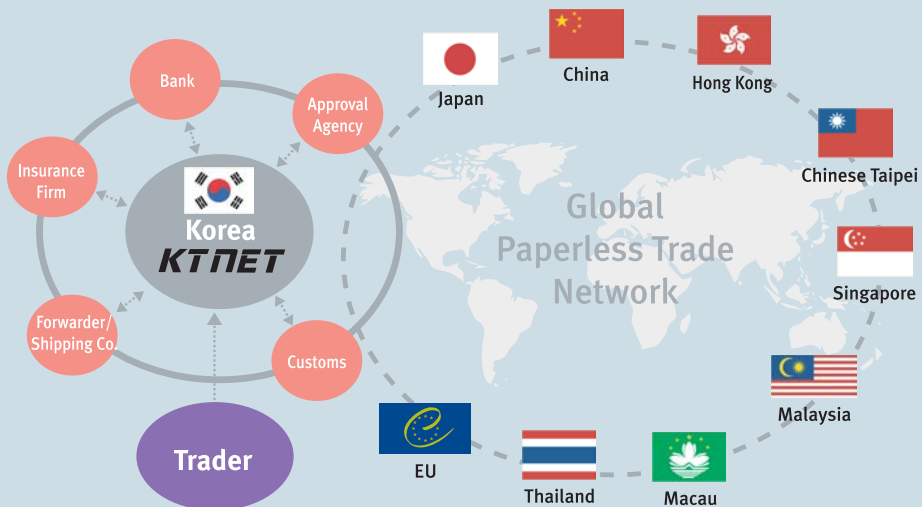 Bank
Approval
Agency
Insurance
Firm
Korea
KTNET
Forwarder/
Shipping Co.
Customs
Trader
Global
Paperless Trade
Network
Japan
China
Hong Kong
Chinese Taipei
Singapore
Malaysia
Macau
Thailand
EU